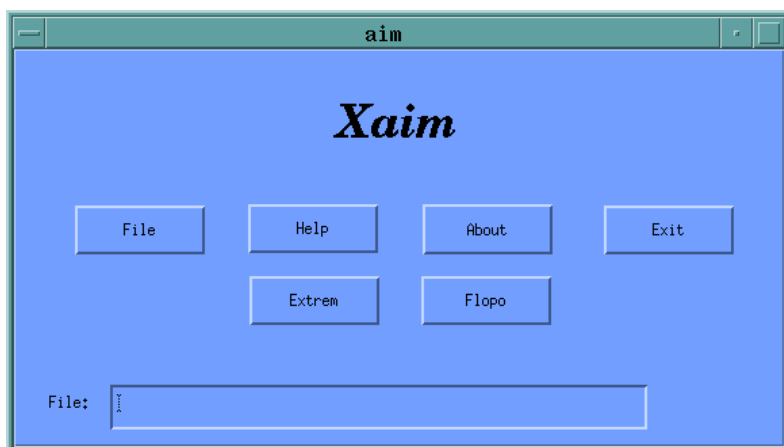 aim
Xaim
File Help About Exit
Extrem Flopo
File: